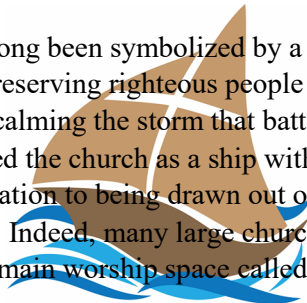 ong been symbolized by a
reserving righteous people
calming the storm that batt
ed the church as a ship with
ation to being drawn out o
Indeed, many large churc
main worship space called